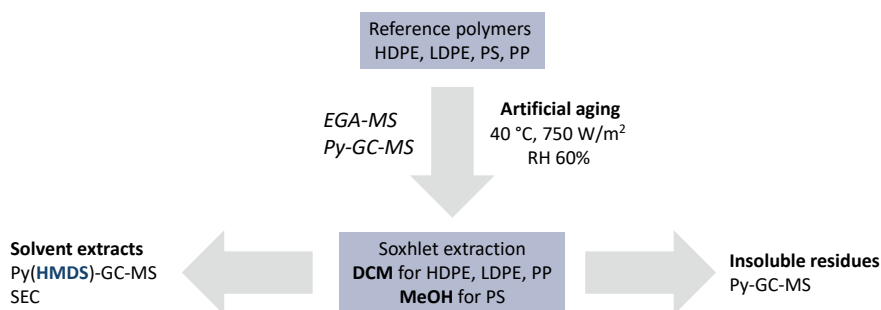 Reference polymers
HDPE, LDPE, PS, PP
EGA-MS
Py-GC-MS
Artificial aging
40 °C, 750 W/m²
RH 60%
Solvent extracts
Py(HMDS)-GC-MS
SEC
Soxhlet extraction
DCM for HDPE, LDPE, PP
MeOH for PS
Insoluble residues
Py-GC-MS